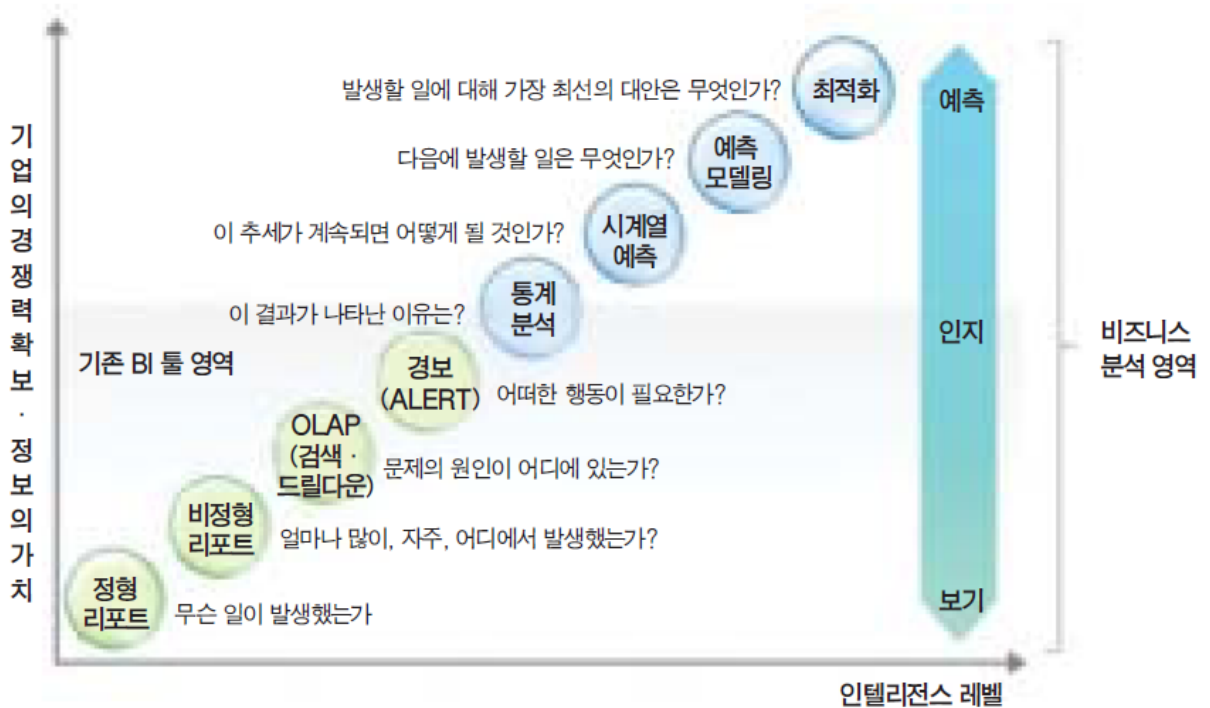 기업의 경쟁력 확보 · 정보의 가치
발생할 일에 대해 가장 최선의 대안은 무엇인가?
최적화
다음에 발생할 일은 무엇인가?
예측
모델링
이 추세가 계속되면 어떻게 될 것인가?
시계열
예측
이 결과가 나타난 이유는?
통계
분석
기존 BI 툴 영역
경보
(ALERT)
어떠한 행동이 필요한가?
OLAP
(검색 ·
드릴다운)
문제의 원인이 어디에 있는가?
비정형
리포트
얼마나 많이, 자주, 어디에서 발생했는가?
정형
리포트
무슨 일이 발생했는가
예측
인지
보기
비즈니스
분석 영역
인텔리전스 레벨